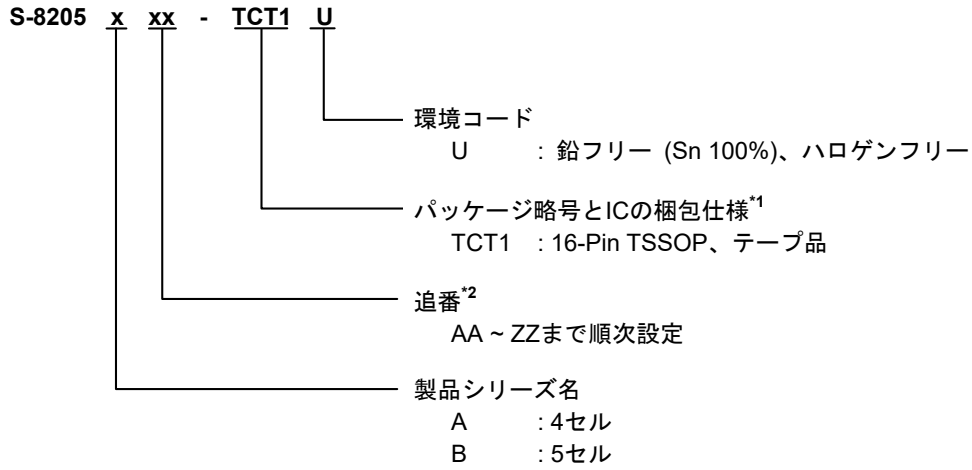 S-8205 x xx - TCT1 U
環境コード
U : 鉛フリー (Sn 100%)、ハロゲンフリー
パッケージ略号とICの梱包仕様*1
TCT1 : 16-Pin TSSOP、テープ品
追番*2
AA ~ ZZまで順次設定
製品シリーズ名
A : 4セル
B : 5セル